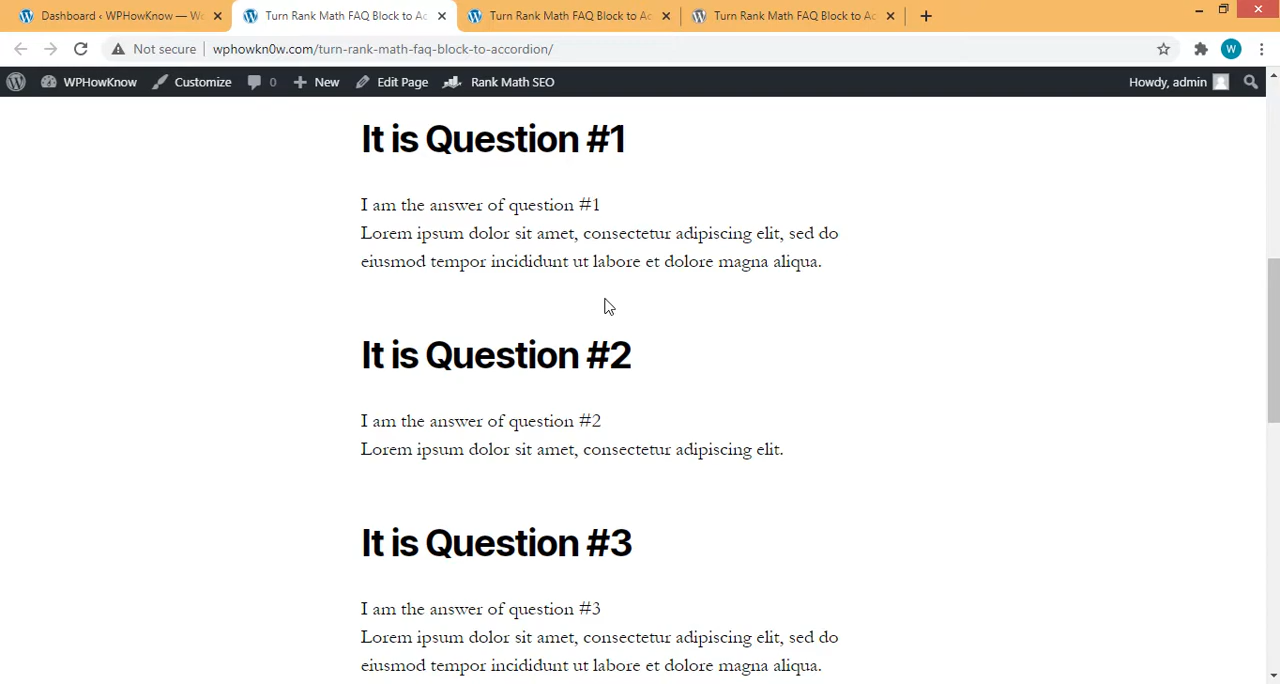 Dashboard ‹ WPHowKnow — Wo
Turn Rank Math FAQ Block to Ac
Turn Rank Math FAQ Block to Ac
Turn Rank Math FAQ Block to Ac
Not secure
wphowkn0w.com/turn-rank-math-faq-block-to-accordion/
W
WPHowKnow
Customize
0
New
Edit Page
Rank Math SEO
Howdy, admin
It is Question #1
I am the answer of question #1
Lorem ipsum dolor sit amet, consectetur adipiscing elit, sed do
eiusmod tempor incididunt ut labore et dolore magna aliqua.
It is Question #2
I am the answer of question #2
Lorem ipsum dolor sit amet, consectetur adipiscing elit.
It is Question #3
I am the answer of question #3
Lorem ipsum dolor sit amet, consectetur adipiscing elit, sed do
eiusmod tempor incididunt ut labore et dolore magna aliqua.